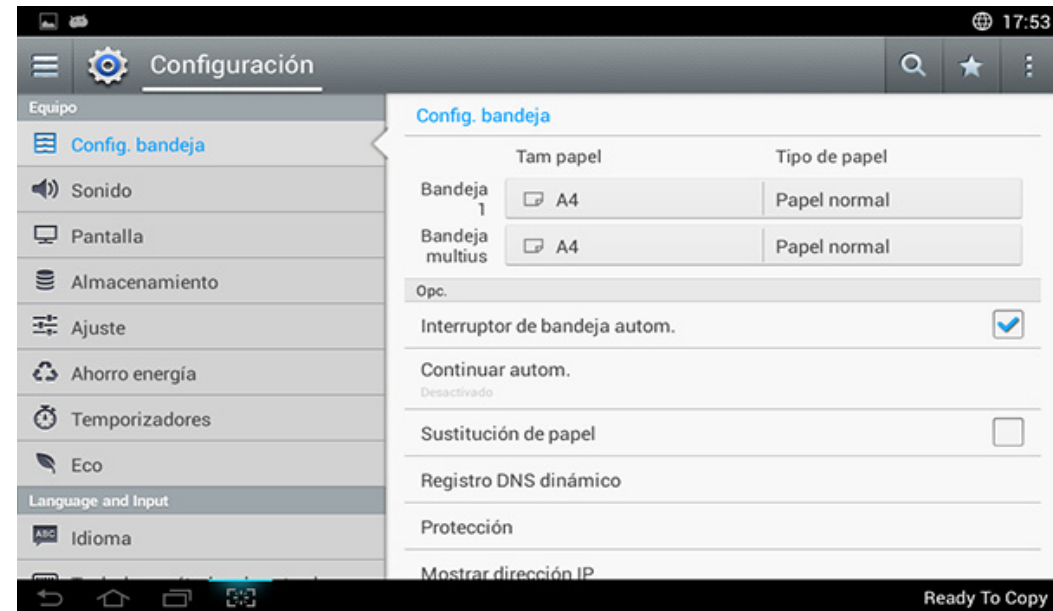 17:53
Configuración
Equipo
Config. bandeja
Sonido
Pantalla
Almacenamiento
Ajuste
Ahorro energía
Temporizadores
Eco
Language and Input
ABC
Idioma
Config. bandeja
Tam papel
Tipo de papel
Bandeja
1
A4
Papel normal
Bandeja
multius
A4
Papel normal
Opc.
Interruptor de bandeja autom.
Continuar autom.
Desactivado
Sustitución de papel
Registro DNS dinámico
Protección
Mostrar dirección IP
Ready To Copy